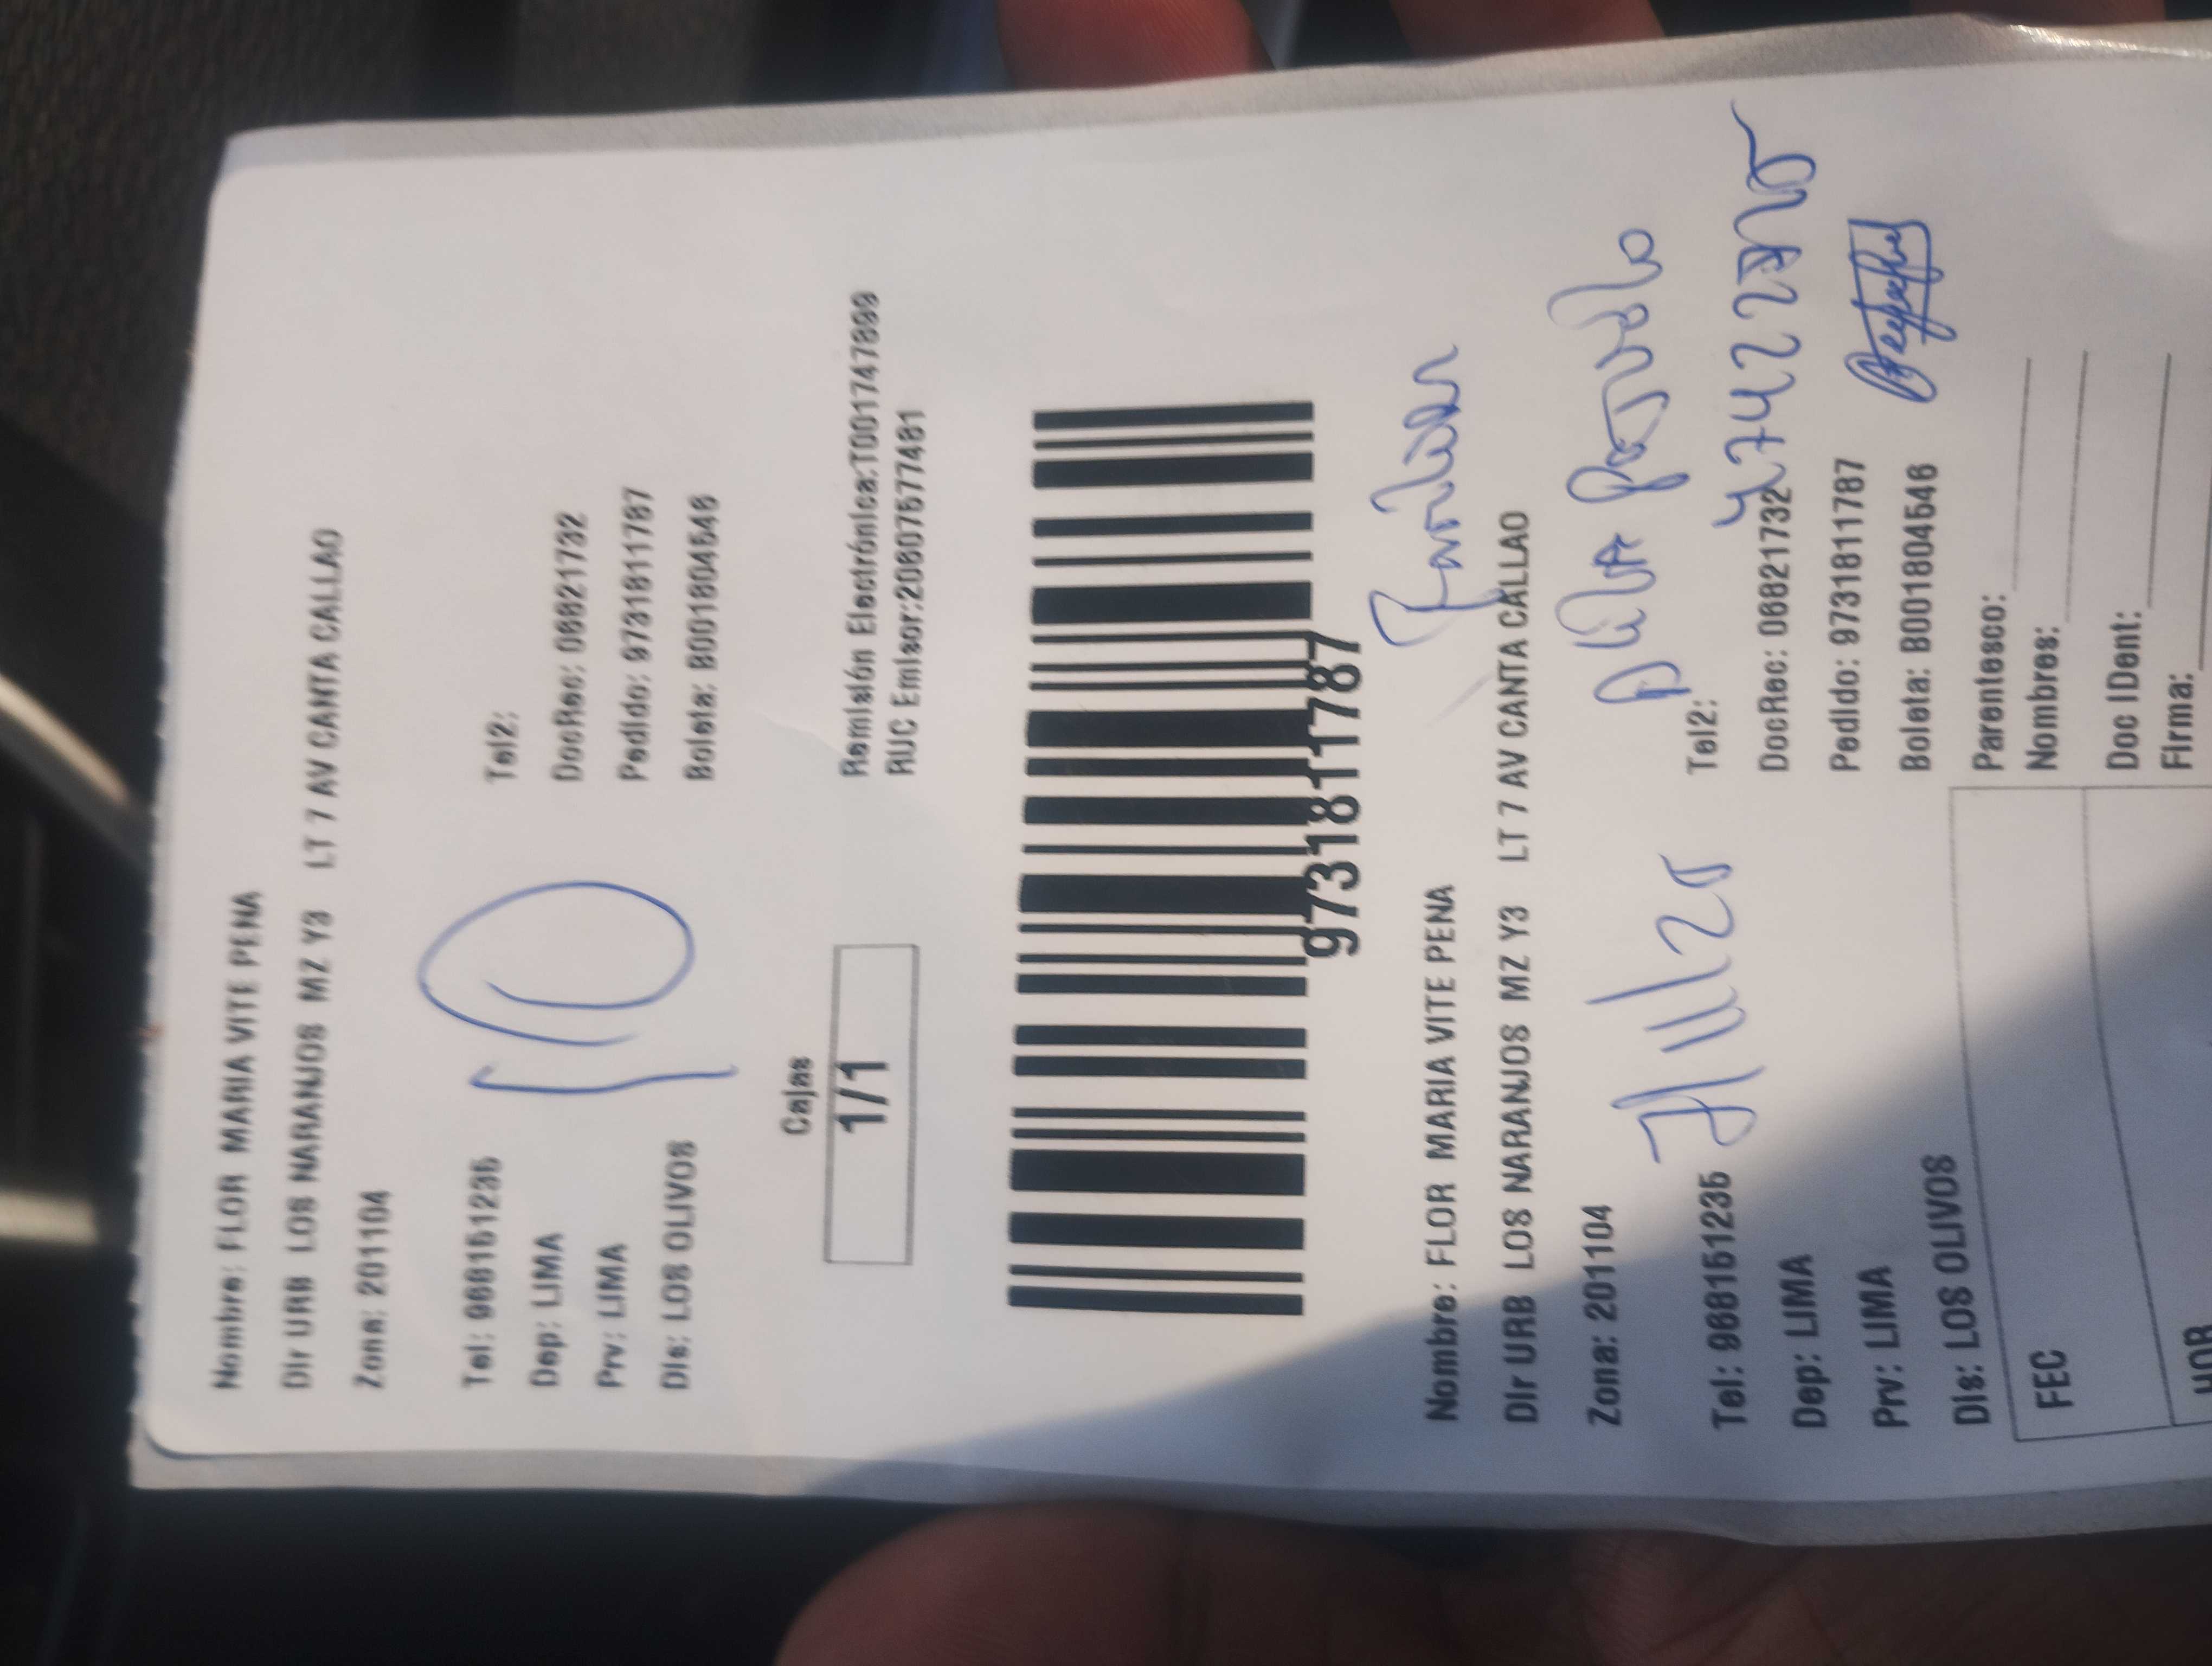 Nombre: FLOR MARIA VITE PENA
Dir URB LOS NARANJOS MZ Y3 LT 7 AV CANTA CALLAO
Zona: 201104
Tel: 968151235 Tel2:
Dep: LIMA DocRec: 06821732
Prv: LIMA Pedido: 9731811787
Dis: LOS OLIVOS Boleta: B001804546
10
Cajas
1/1
Remisión Electrónica:T001747899
RUC Emisor:20607577481
9731811787
Familiar
Nombre: FLOR MARIA VITE PENA
Dir URB LOS NARANJOS MZ Y3 LT 7 AV CANTA CALLAO
Zona: 201104
Tel: 968151235 Tel2:
Dep: LIMA DocRec: 06821732
Prv: LIMA Pedido: 9731811787
Dis: LOS OLIVOS Boleta: B001804546
Parentesco:
FEC Nombres:
Doc IDent:
HOR Firma: